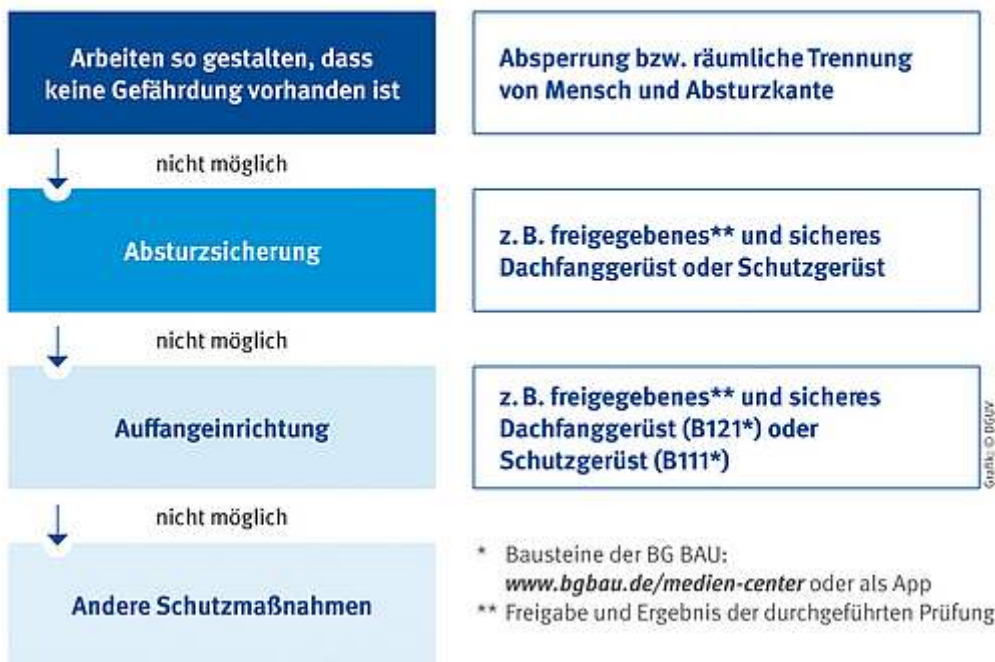 Arbeiten so gestalten, dass
keine Gefährdung vorhanden ist
Absperrung bzw. räumliche Trennung
von Mensch und Absturzkante
nicht möglich
Absturzsicherung
z. B. freigegebenes** und sicheres
Dachfanggerüst oder Schutzgerüst
nicht möglich
Auffangeinrichtung
z. B. freigegebenes** und sicheres
Dachfanggerüst (B121*) oder
Schutzgerüst (B111*)
Grafik: © DGUV
nicht möglich
Andere Schutzmaßnahmen
* Bausteine der BG BAU:
www.bgbau.de/medien-center oder als App
** Freigabe und Ergebnis der durchgeführten Prüfung